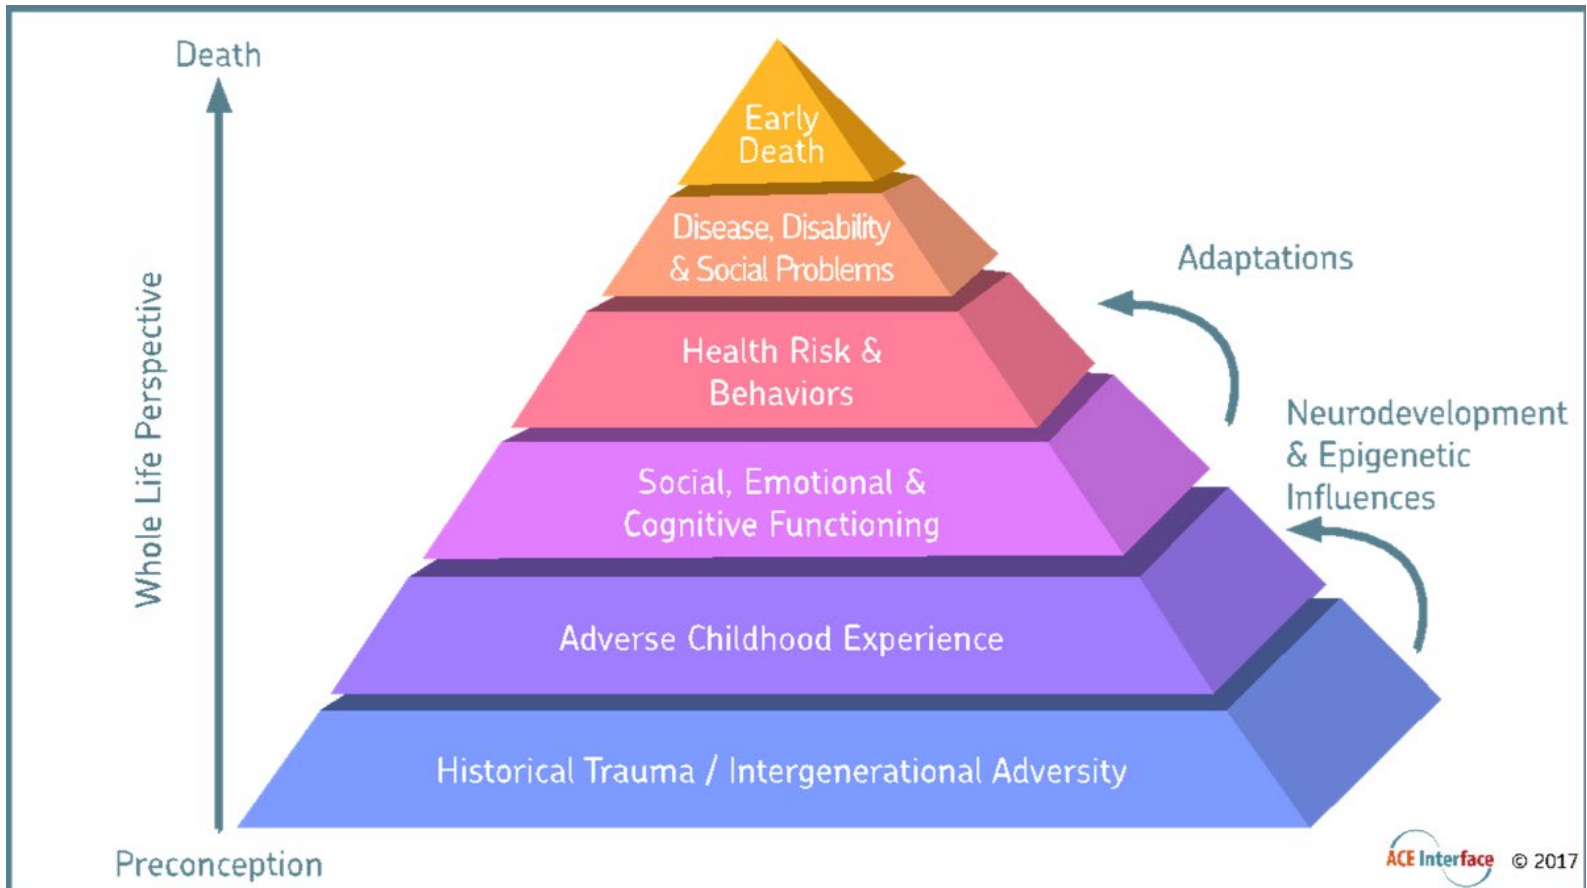 Death
Whole Life Perspective
Preconception
Early
Death
Disease, Disability
& Social Problems
Health Risk &
Behaviors
Social, Emotional &
Cognitive Functioning
Adverse Childhood Experience
Historical Trauma / Intergenerational Adversity
Adaptations
Neurodevelopment
& Epigenetic
Influences
ACE Interface © 2017